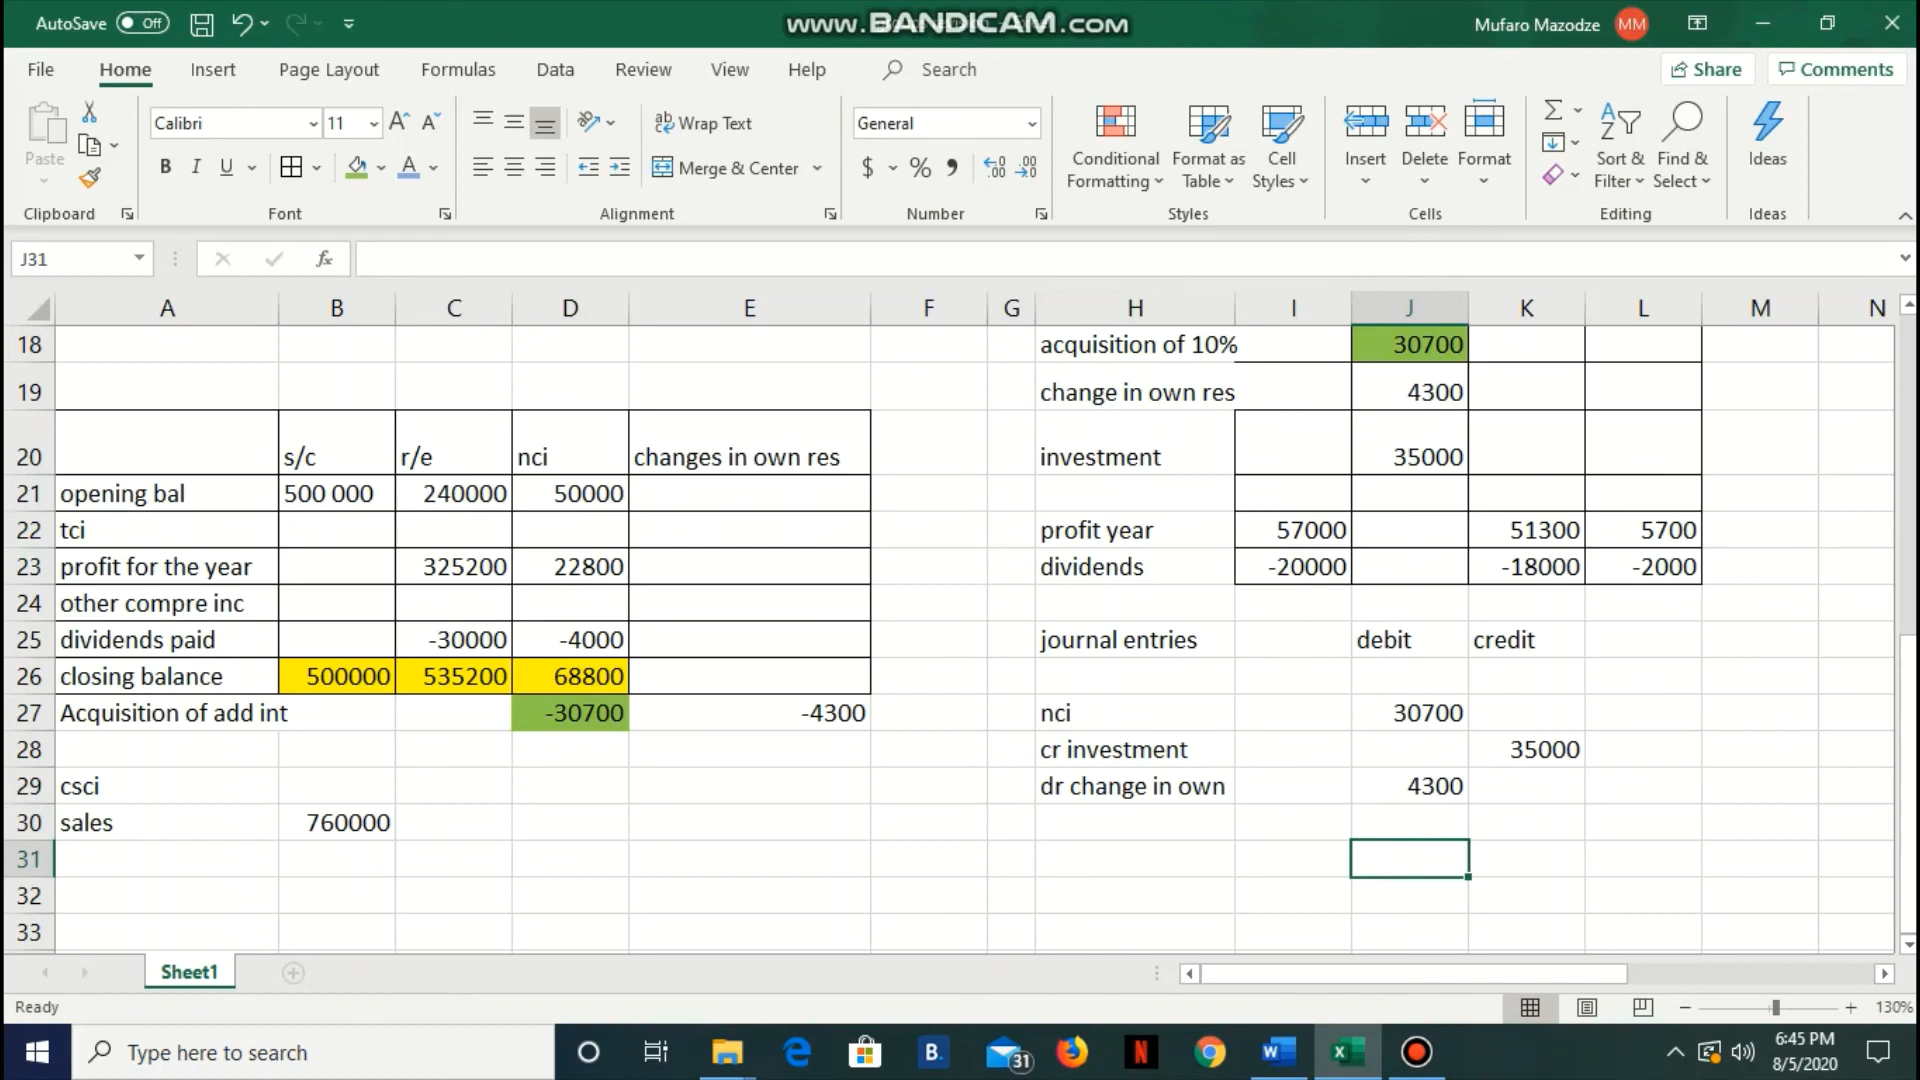 AutoSave Off
www.BANDICAM.com
Mufaro Mazodze MM
File Home Insert Page Layout Formulas Data Review View Help Search Share Comments
Paste
Calibri 11
Wrap Text
General
B I U
Merge & Center
$ % 9
Conditional Formatting
Format as Table
Cell Styles
Insert Delete Format
Sort & Filter
Find & Select
Ideas
Clipboard Font Alignment Number Styles Cells Editing Ideas
J31 fx
A B C D E F G H I J K L M N
18 acquisition of 10% 30700
19 change in own res 4300
20 s/c r/e nci changes in own res investment 35000
21 opening bal 500 000 240000 50000
22 tci profit year 57000 51300 5700
23 profit for the year 325200 22800 dividends -20000 -18000 -2000
24 other compre inc
25 dividends paid -30000 -4000 journal entries debit credit
26 closing balance 500000 535200 68800
27 Acquisition of add int -30700 -4300 nci 30700
28 cr investment 35000
29 csci dr change in own 4300
30 sales 760000
31
32
33
Sheet1
Ready 130%
Type here to search
B.
31
N
W
X
6:45 PM
8/5/2020